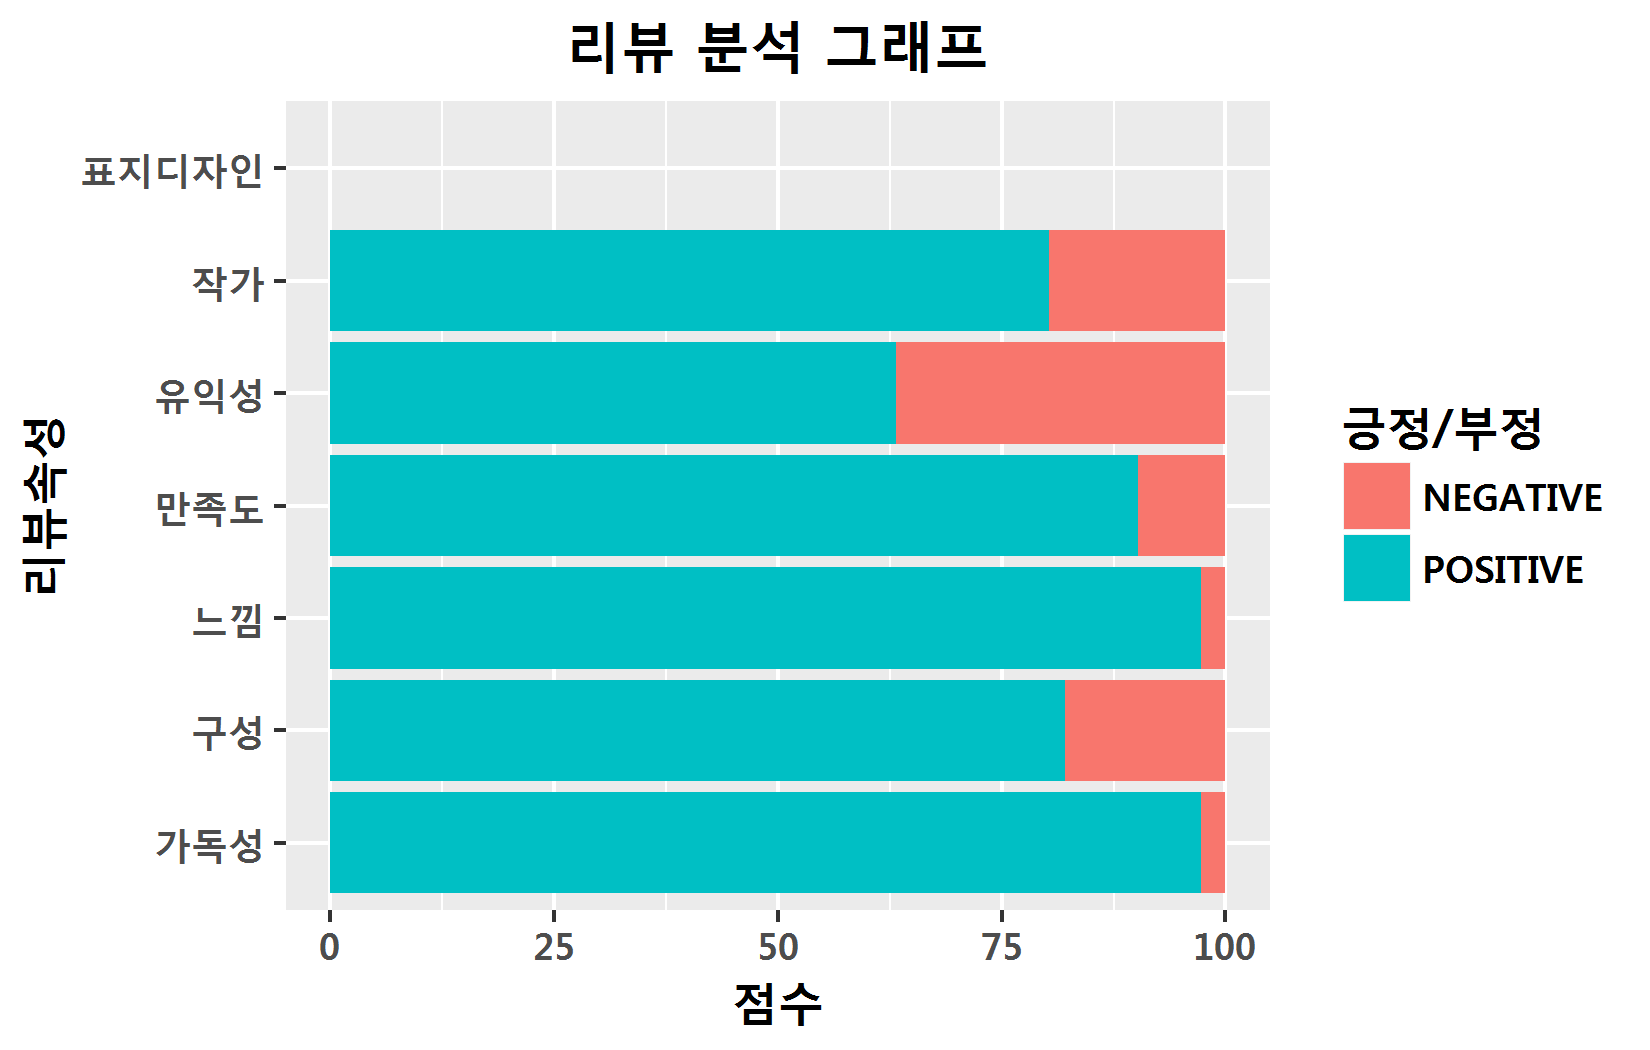 리뷰 분석 그래프
표지디자인
작가
유익성
만족도
느낌
구성
가독성
리뷰속성
0 25 50 75 100
점수
긍정/부정
NEGATIVE
POSITIVE